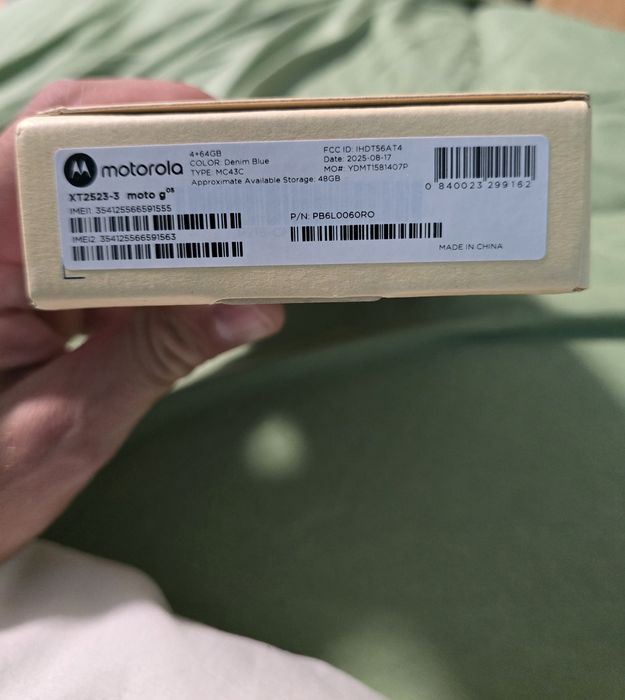 motorola
4+64GB
COLOR: Denim Blue
TYPE: MC43C
Approximate Available Storage: 48GB
FCC ID: IHDT56AT4
Date: 2025-08-17
MO#: YDMT1581407P
0 840023 299162
XT2523-3 moto g⁰⁵
IMEI1: 354125566591555
IMEI2: 354125566591563
P/N: PB6L0060RO
MADE IN CHINA